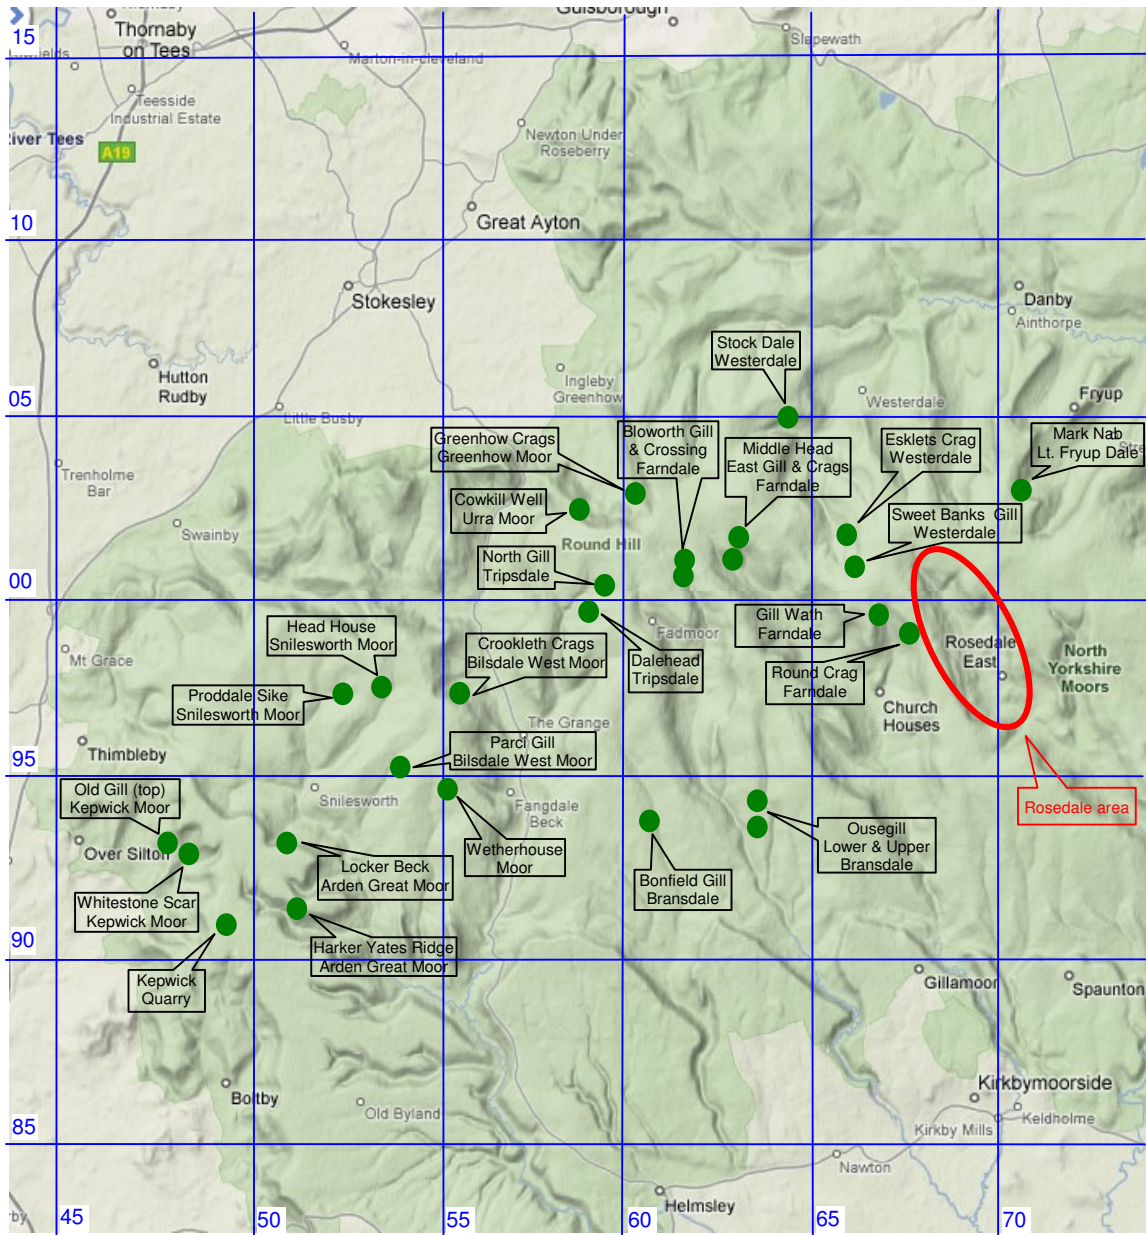 Guisborough
15
Thornaby
on Tees
Slapewath
Marton-in-cleveland
Teesside
Industrial Estate
River Tees
A19
Newton Under
Roseberry
10
Great Ayton
Stokesley
Danby
Ainthorpe
Stock Dale
Westerdale
Hutton
Rudby
Ingleby
Greenhow
Westerdale
Fryup
05
Little Busby
Greenhow Crags
Greenhow Moor
Bloworth Gill
& Crossing
Farndale
Middle Head
East Gill & Crags
Farndale
Esklets Crag
Westerdale
Mark Nab
Lt. Fryup Dale
Trenholme
Bar
Cowkill Well
Urra Moor
Sweet Banks Gill
Westerdale
Swainby
Round Hill
North Gill
Tripsdale
00
Head House
Snilesworth Moor
Crookleth Crags
Bilsdale West Moor
Fadmoor
Gill Wath
Farndale
Rosedale
East
North
Yorkshire
Moors
Mt Grace
Dalehead
Tripsdale
Round Crag
Farndale
Proddale Sike
Snilesworth Moor
Church
Houses
The Grange
Thimbleby
Parci Gill
Bilsdale West Moor
95
Old Gill (top)
Kepwick Moor
Snilesworth
Fangdale
Beck
Rosedale area
Over Silton
Locker Beck
Arden Great Moor
Wetherhouse
Moor
Ousegill
Lower & Upper
Bransdale
Bonfield Gill
Bransdale
Whitestone Scar
Kepwick Moor
Harker Yates Ridge
Arden Great Moor
90
Kepwick
Quarry
Gillamoor
Spaunton
Boltby
Old Byland
Kirkbymoorside
Keldholme
Kirkby Mills
85
Nawton
Helmsley
45
50
55
60
65
70